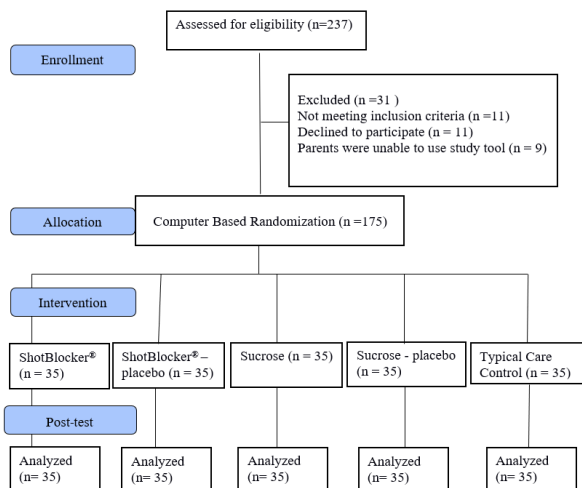 Assessed for eligibility (n=237)
Enrollment
Excluded (n =31 )
Not meeting inclusion criteria (n =11)
Declined to participate (n = 11)
Parents were unable to use study tool (n = 9)
Allocation
Computer Based Randomization (n =175)
Intervention
ShotBlocker®
(n = 35)
ShotBlocker® –
placebo (n = 35)
Sucrose (n = 35)
Sucrose - placebo
(n = 35)
Typical Care
Control (n = 35)
Post-test
Analyzed
(n= 35)
Analyzed
(n= 35)
Analyzed
(n= 35)
Analyzed
(n= 35)
Analyzed
(n= 35)